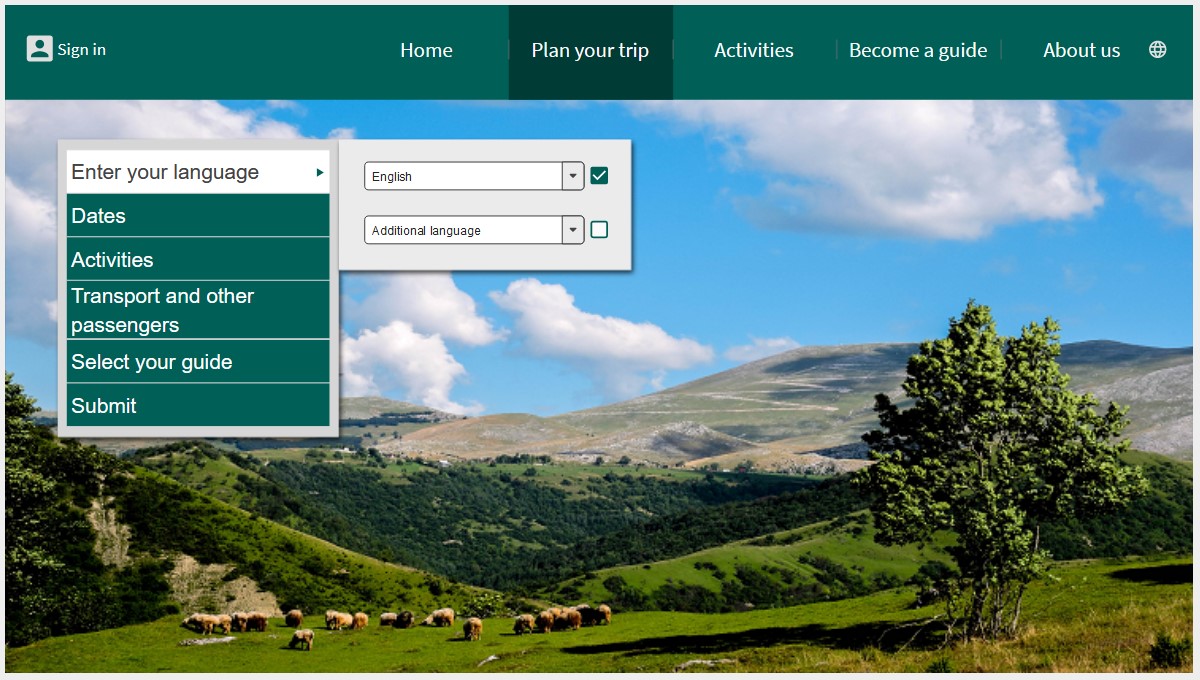 Sign in
Home
Plan your trip
Activities
Become a guide
About us
Enter your language
Dates
Activities
Transport and other
passengers
Select your guide
Submit
English
Additional language